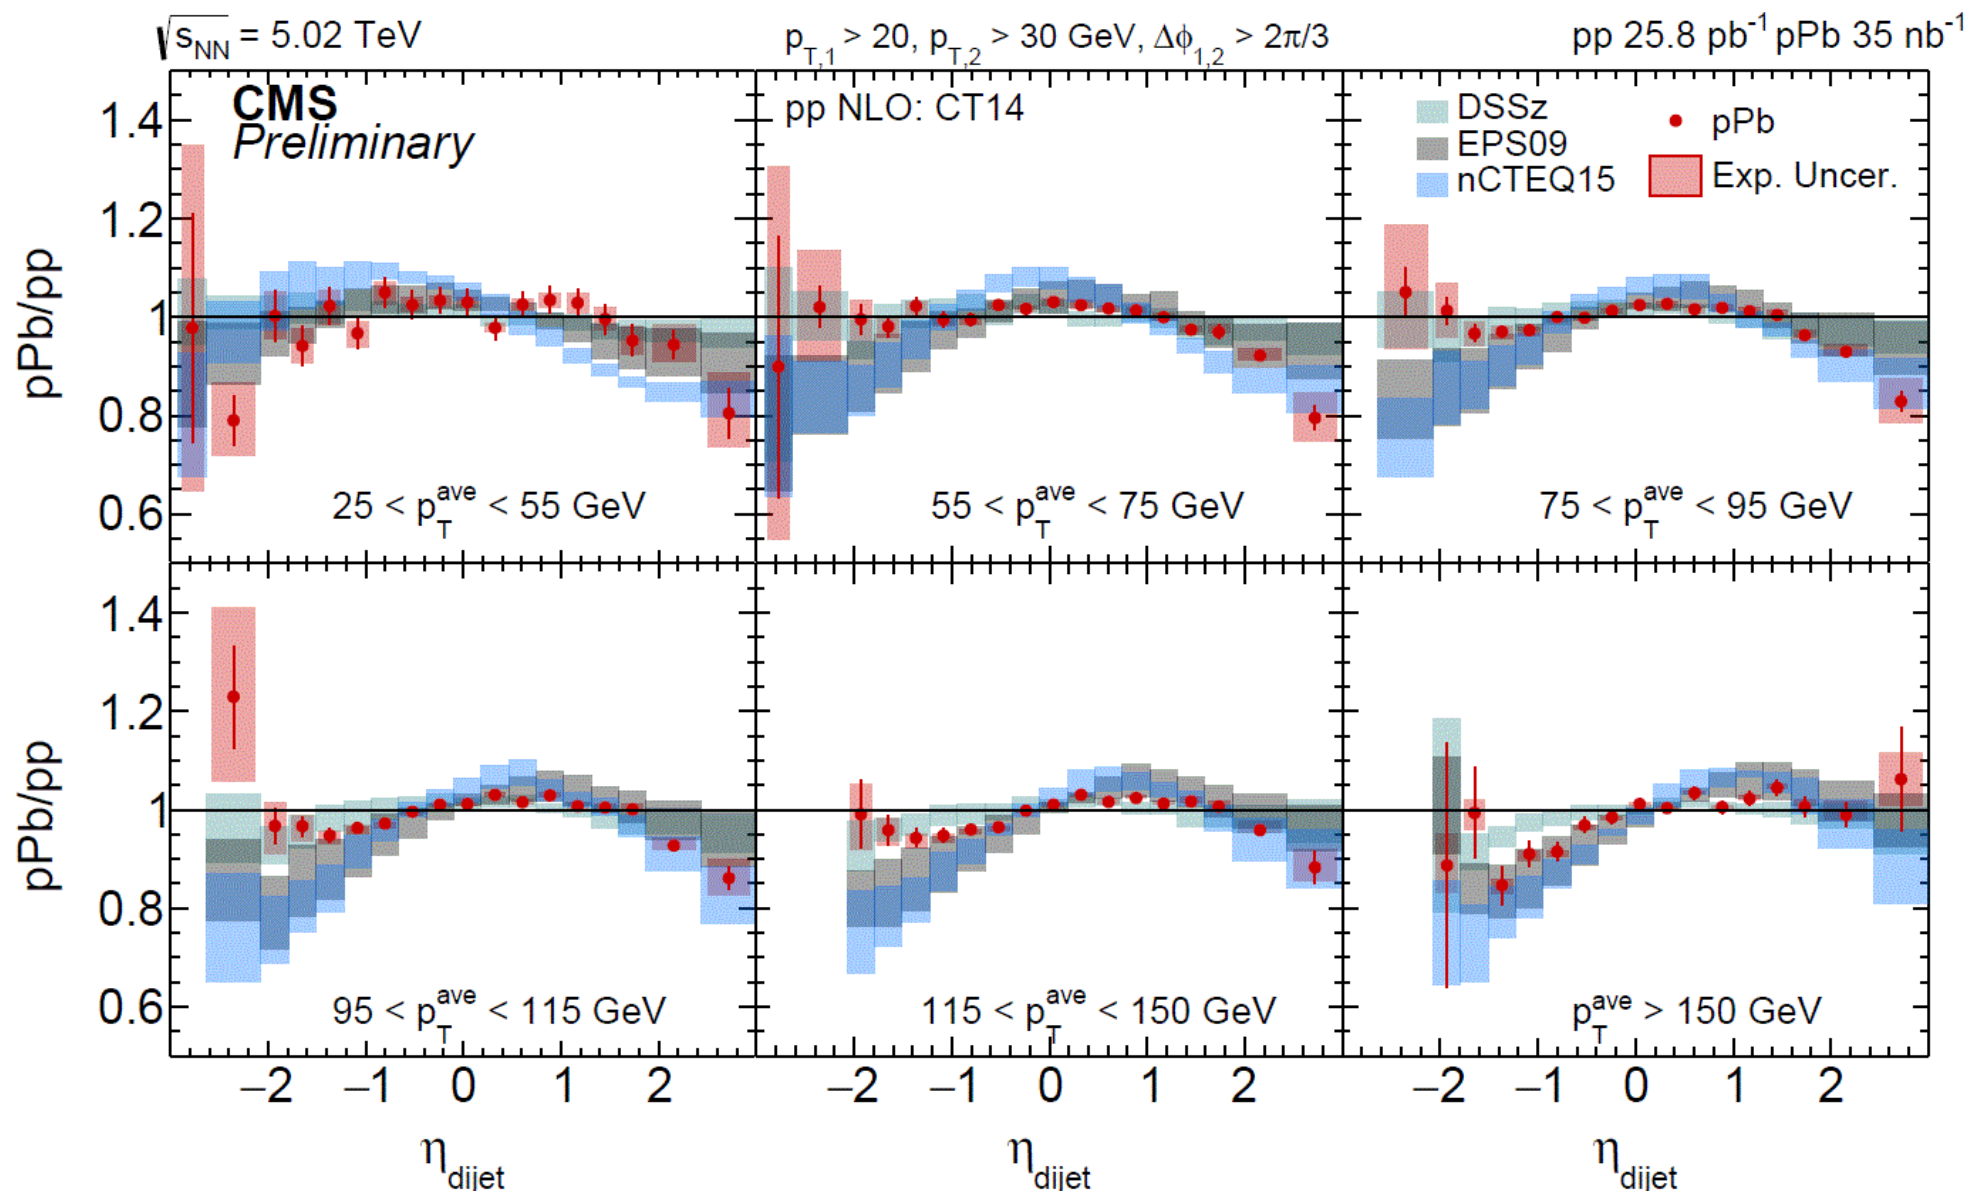 √sNN = 5.02 TeV
pT,1 > 20, pT,2 > 30 GeV, Δϕ1,2 > 2π/3
pp 25.8 pb-1 pPb 35 nb-1
CMS
Preliminary
pp NLO: CT14
DSSz
EPS09
nCTEQ15
pPb
Exp. Uncer.
pPb/pp
1.4
1.2
1
0.8
0.6
25 < pTave < 55 GeV
55 < pTave < 75 GeV
75 < pTave < 95 GeV
pPb/pp
1.4
1.2
1
0.8
0.6
95 < pTave < 115 GeV
115 < pTave < 150 GeV
pTave > 150 GeV
−2 −1 0 1 2
−2 −1 0 1 2
−2 −1 0 1 2
ηdijet
ηdijet
ηdijet